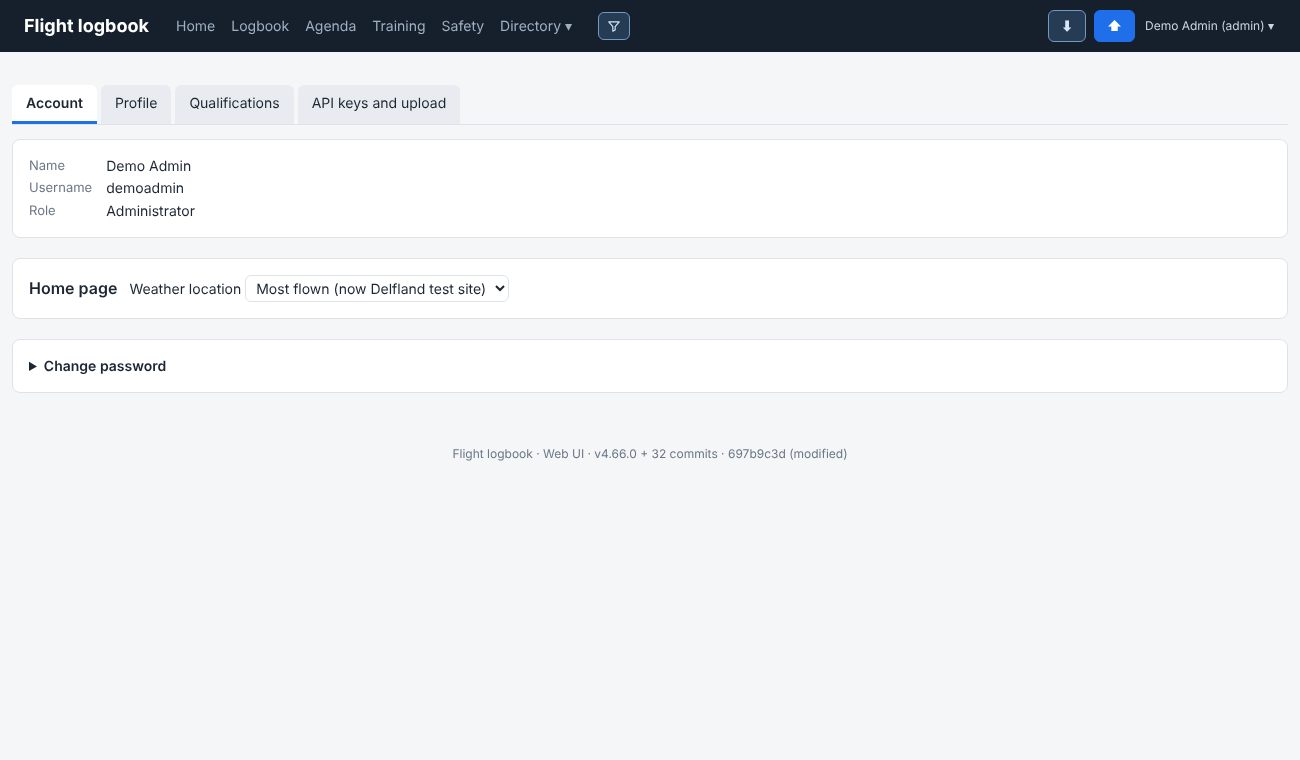 Flight logbook Home Logbook Agenda Training Safety Directory ▾ Demo Admin (admin) ▾
Account Profile Qualifications API keys and upload
Name Demo Admin
Username demoadmin
Role Administrator
Home page Weather location Most flown (now Delfland test site)
Change password
Flight logbook · Web UI · v4.66.0 + 32 commits · 697b9c3d (modified)